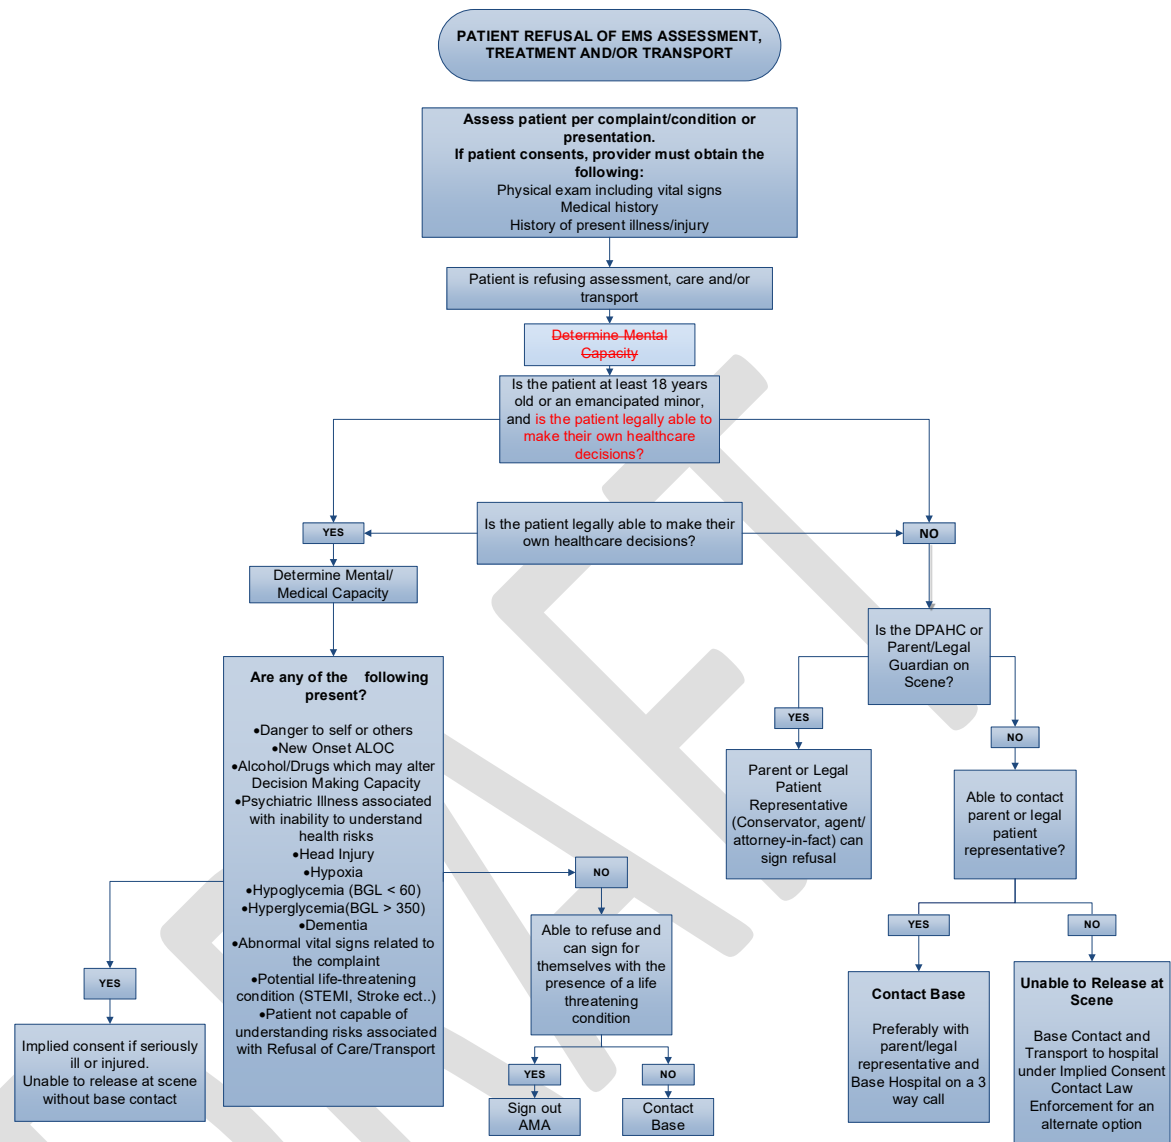 PATIENT REFUSAL OF EMS ASSESSMENT,
TREATMENT AND/OR TRANSPORT
Assess patient per complaint/condition or
presentation.
If patient consents, provider must obtain the
following:
Physical exam including vital signs
Medical history
History of present illness/injury
Patient is refusing assessment, care and/or
transport
Determine Mental
Capacity
Is the patient at least 18 years
old or an emancipated minor,
and is the patient legally able to
make their own healthcare
decisions?
Is the patient legally able to make their
own healthcare decisions?
YES
NO
Determine Mental/
Medical Capacity
Are any of the following
present?
•Danger to self or others
•New Onset ALOC
•Alcohol/Drugs which may alter
Decision Making Capacity
•Psychiatric Illness associated
with inability to understand
health risks
•Head Injury
•Hypoxia
•Hypoglycemia (BGL < 60)
•Hyperglycemia(BGL > 350)
•Dementia
•Abnormal vital signs related to
the complaint
•Potential life-threatening
condition (STEMI, Stroke ect..)
•Patient not capable of
understanding risks associated
with Refusal of Care/Transport
YES
Implied consent if seriously
ill or injured.
Unable to release at scene
without base contact
NO
Able to refuse and
can sign for
themselves with the
presence of a life
threatening
condition
YES
Sign out
AMA
NO
Contact
Base
Is the DPAHC or
Parent/Legal
Guardian on
Scene?
YES
Parent or Legal
Patient
Representative
(Conservator, agent/
attorney-in-fact) can
sign refusal
NO
Able to contact
parent or legal
patient
representative?
YES
Contact Base
Preferably with
parent/legal
representative and
Base Hospital on a 3
way call
NO
Unable to Release at
Scene
Base Contact and
Transport to hospital
under Implied Consent
Contact Law
Enforcement for an
alternate option
DRAFT